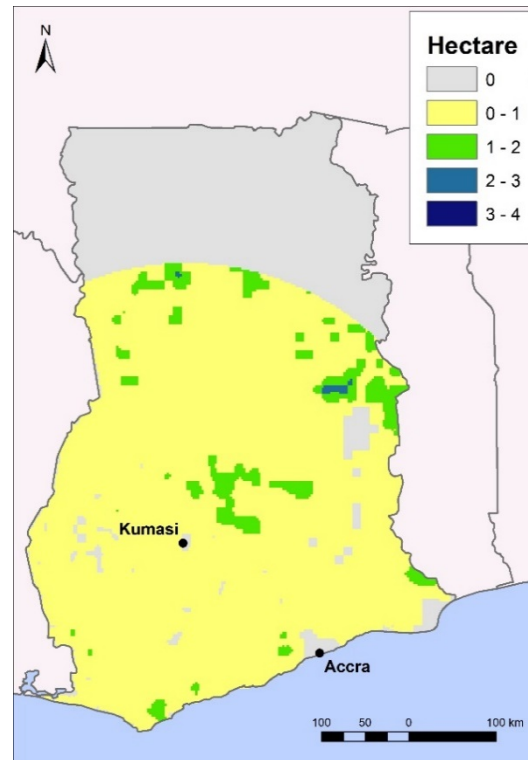 N
Hectare
0
0 - 1
1 - 2
2 - 3
3 - 4
Kumasi
Accra
100 50 0 100 km